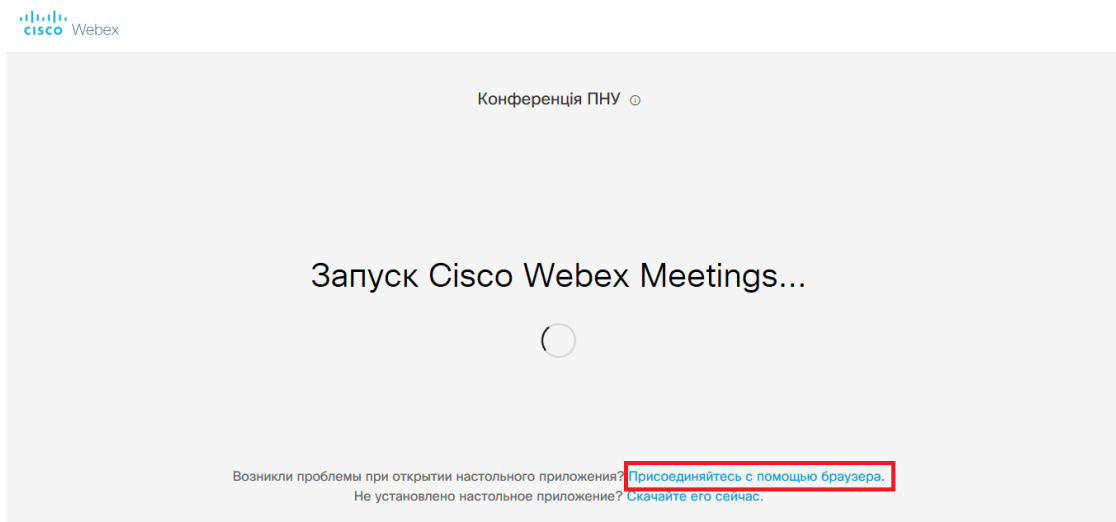 cisco Webex
Конференція ПНУ
Запуск Cisco Webex Meetings...
Возникли проблемы при открытии настольного приложения? Присоединяйтесь с помощью браузера.
Не установлено настольное приложение? Скачайте его сейчас.